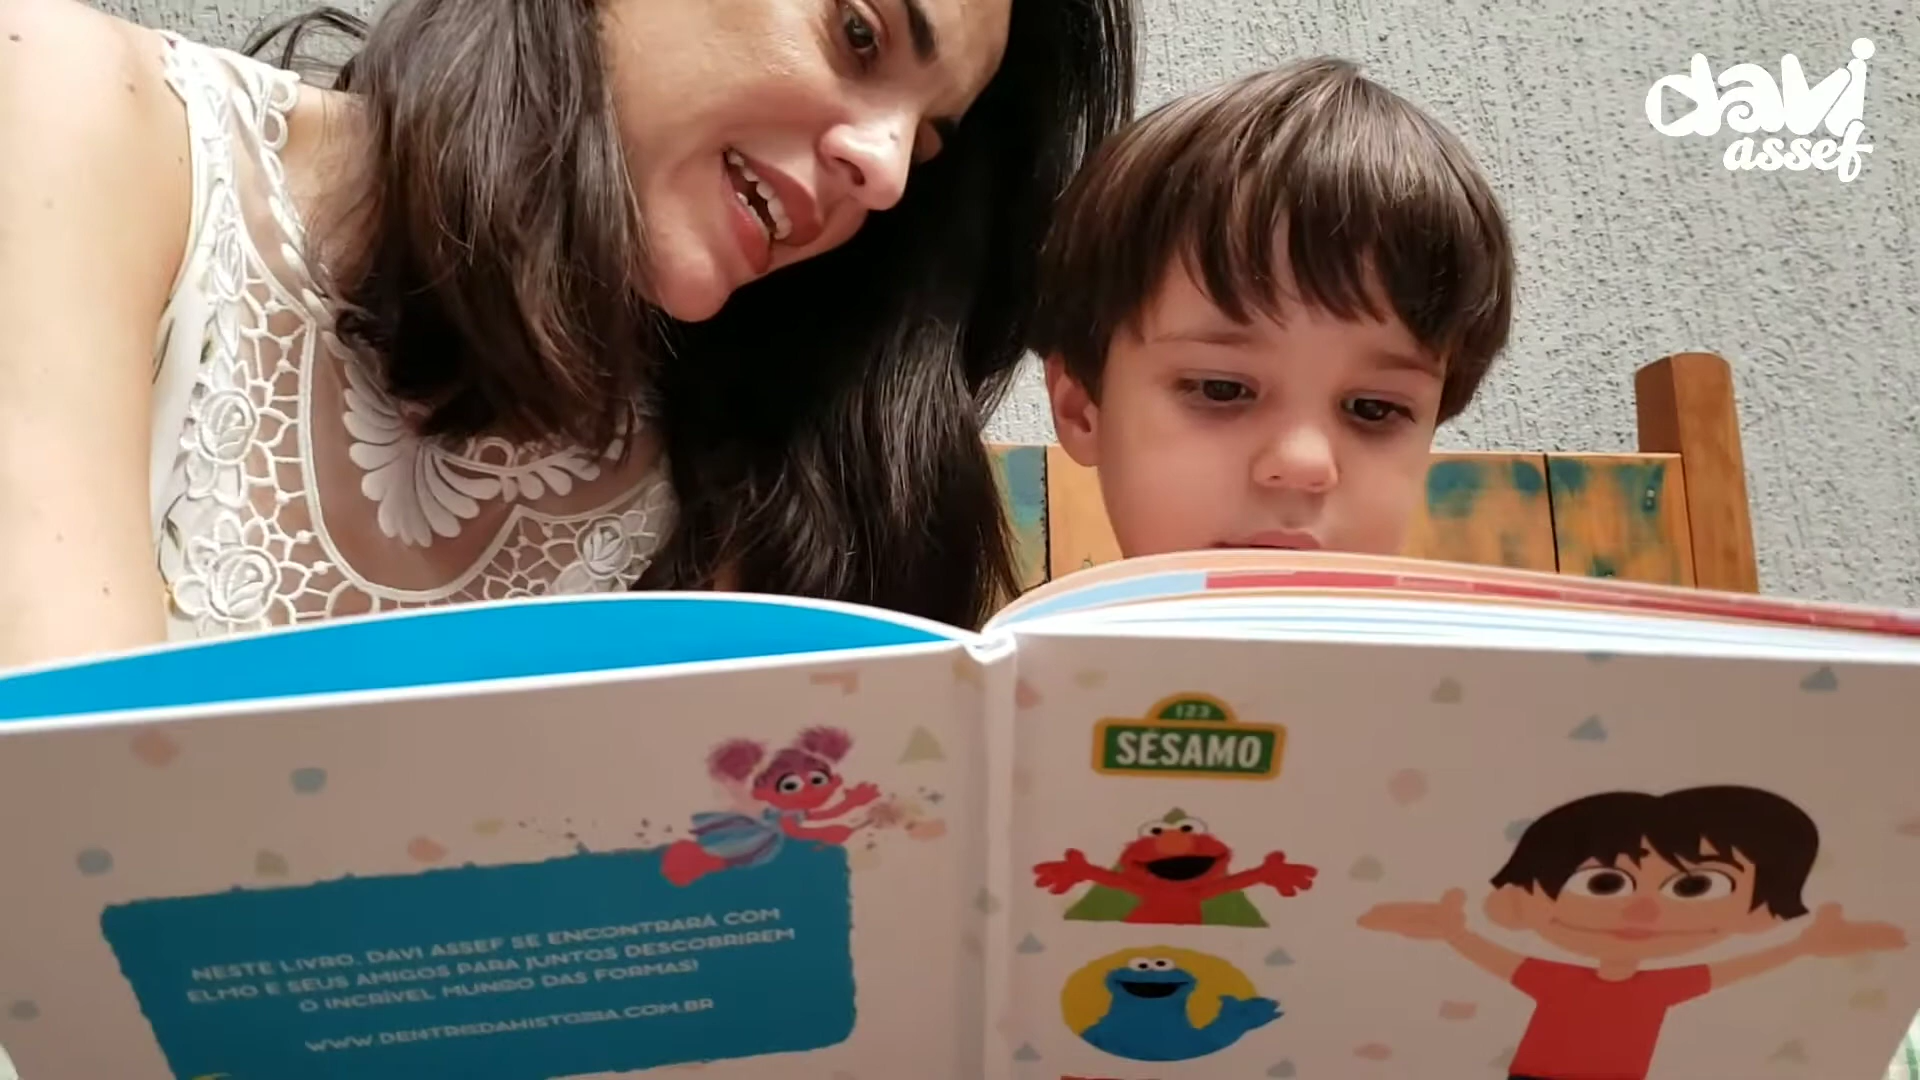 davi
assef
123
SÉSAMO
NESTE LIVRO, DAVI ASSEF SE ENCONTRARÁ COM
ELMO E SEUS AMIGOS PARA JUNTOS DESCOBRIREM
O INCRÍVEL MUNDO DAS FORMAS!
WWW.DENTRODAHISTORIA.COM.BR